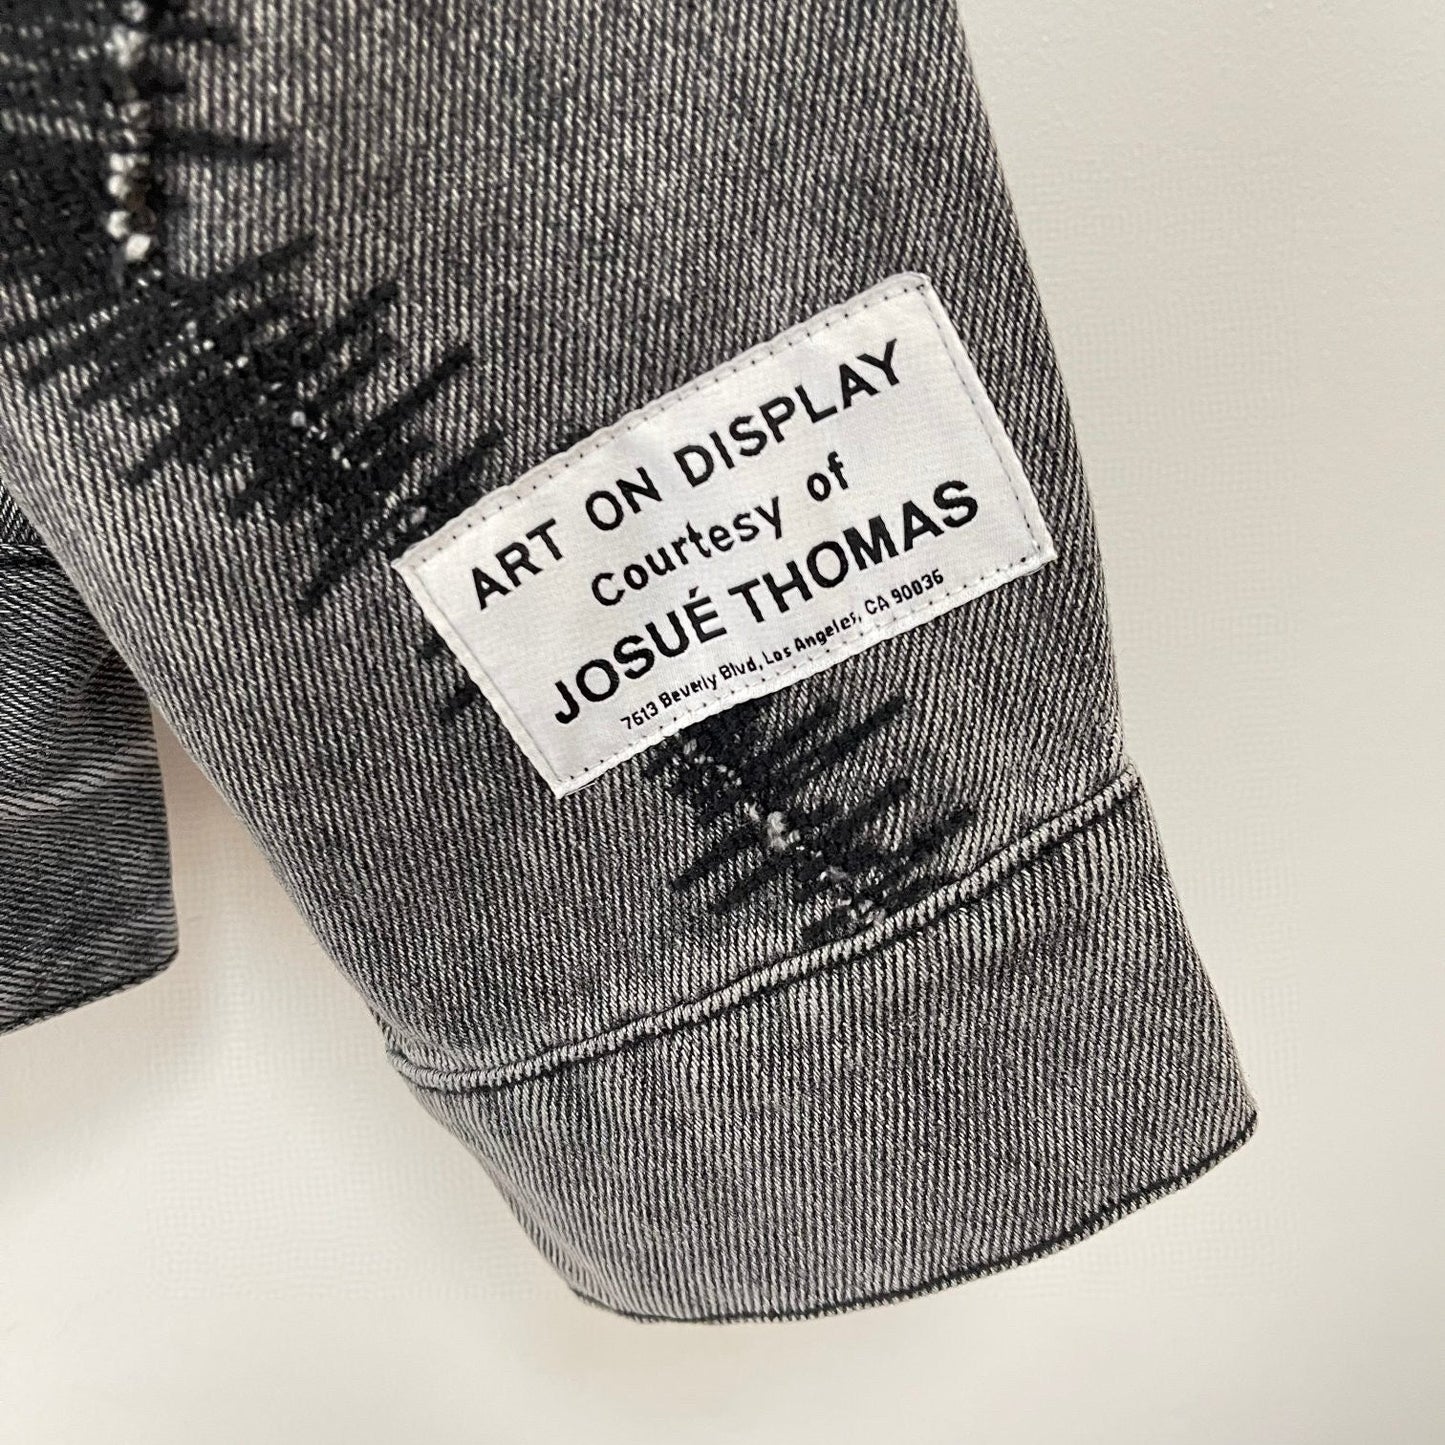 ART ON DISPLAY
Courtesy of
JOSUÉ THOMAS
7613 Beverly Blvd, Los Angeles, CA 90036